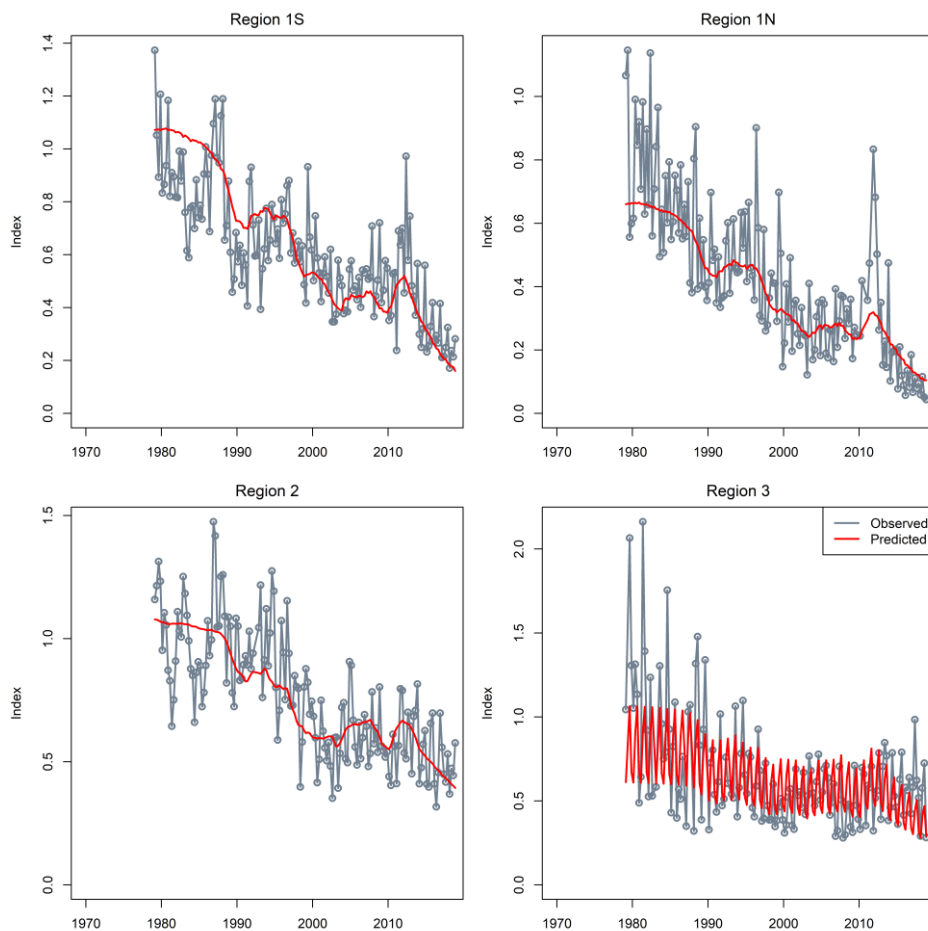 Region 1S
Index
0.0 0.2 0.4 0.6 0.8 1.0 1.2 1.4
1970 1980 1990 2000 2010
Region 1N
Index
0.0 0.2 0.4 0.6 0.8 1.0
1970 1980 1990 2000 2010
Region 2
Index
0.0 0.5 1.0 1.5
1970 1980 1990 2000 2010
Region 3
Index
0.0 0.5 1.0 1.5 2.0
1970 1980 1990 2000 2010
Observed
Predicted